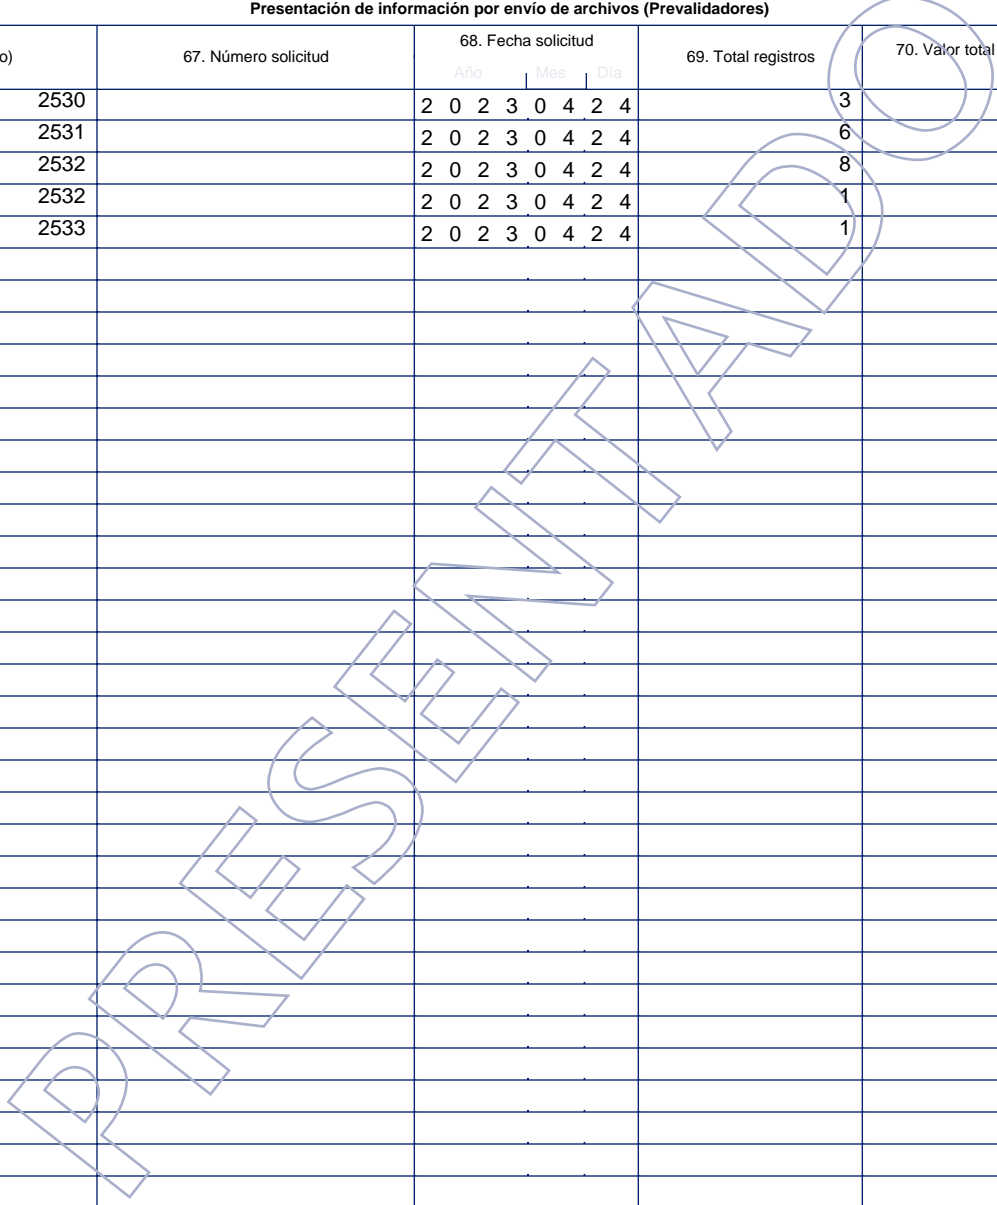 Presentación de información por envío de archivos (Prevalidadores)
o) 67. Número solicitud 68. Fecha solicitud 69. Total registros 70. Valor total
Año Mes Día
2530 2 0 2 3 0 4 2 4 3
2531 2 0 2 3 0 4 2 4 6
2532 2 0 2 3 0 4 2 4 8
2532 2 0 2 3 0 4 2 4 1
2533 2 0 2 3 0 4 2 4 1
PRESENTADO